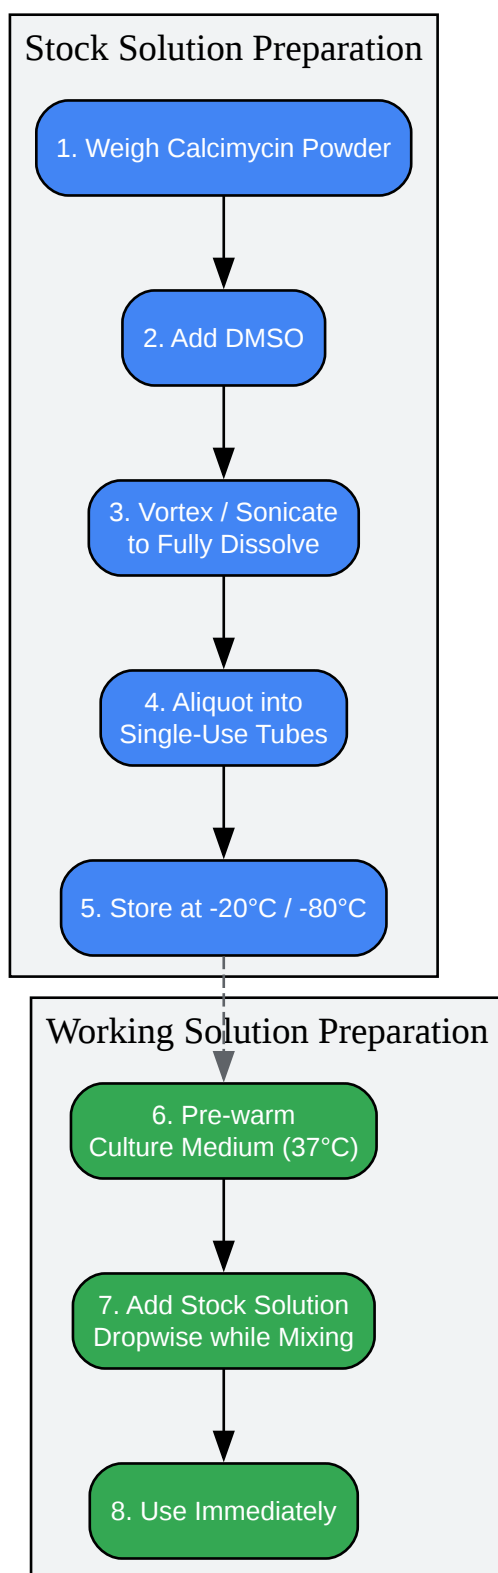 Stock Solution Preparation
1. Weigh Calcimycin Powder
2. Add DMSO
3. Vortex / Sonicate
to Fully Dissolve
4. Aliquot into
Single-Use Tubes
5. Store at -20°C / -80°C
Working Solution Preparation
6. Pre-warm
Culture Medium (37°C)
7. Add Stock Solution
Dropwise while Mixing
8. Use Immediately